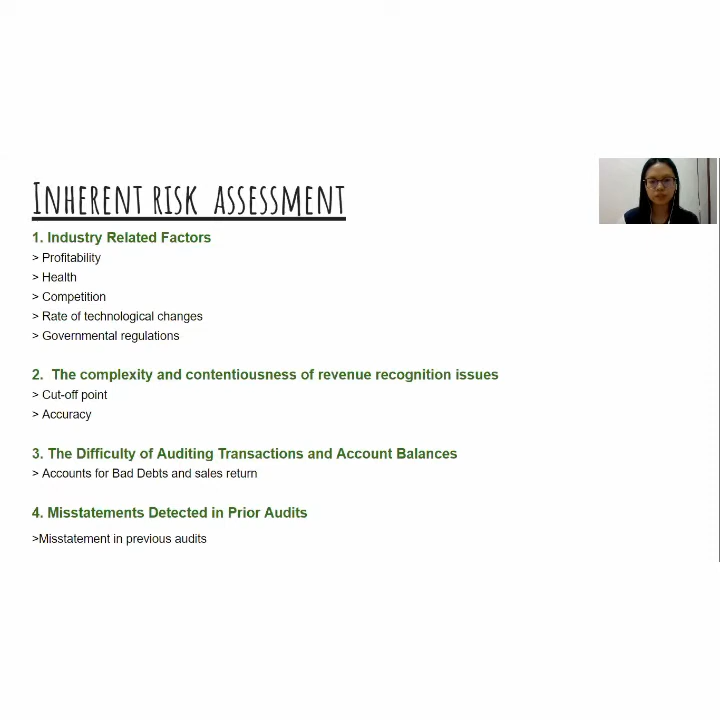 INHERENT RISK ASSESSMENT
1. Industry Related Factors
> Profitability
> Health
> Competition
> Rate of technological changes
> Governmental regulations
2. The complexity and contentiousness of revenue recognition issues
> Cut-off point
> Accuracy
3. The Difficulty of Auditing Transactions and Account Balances
> Accounts for Bad Debts and sales return
4. Misstatements Detected in Prior Audits
>Misstatement in previous audits